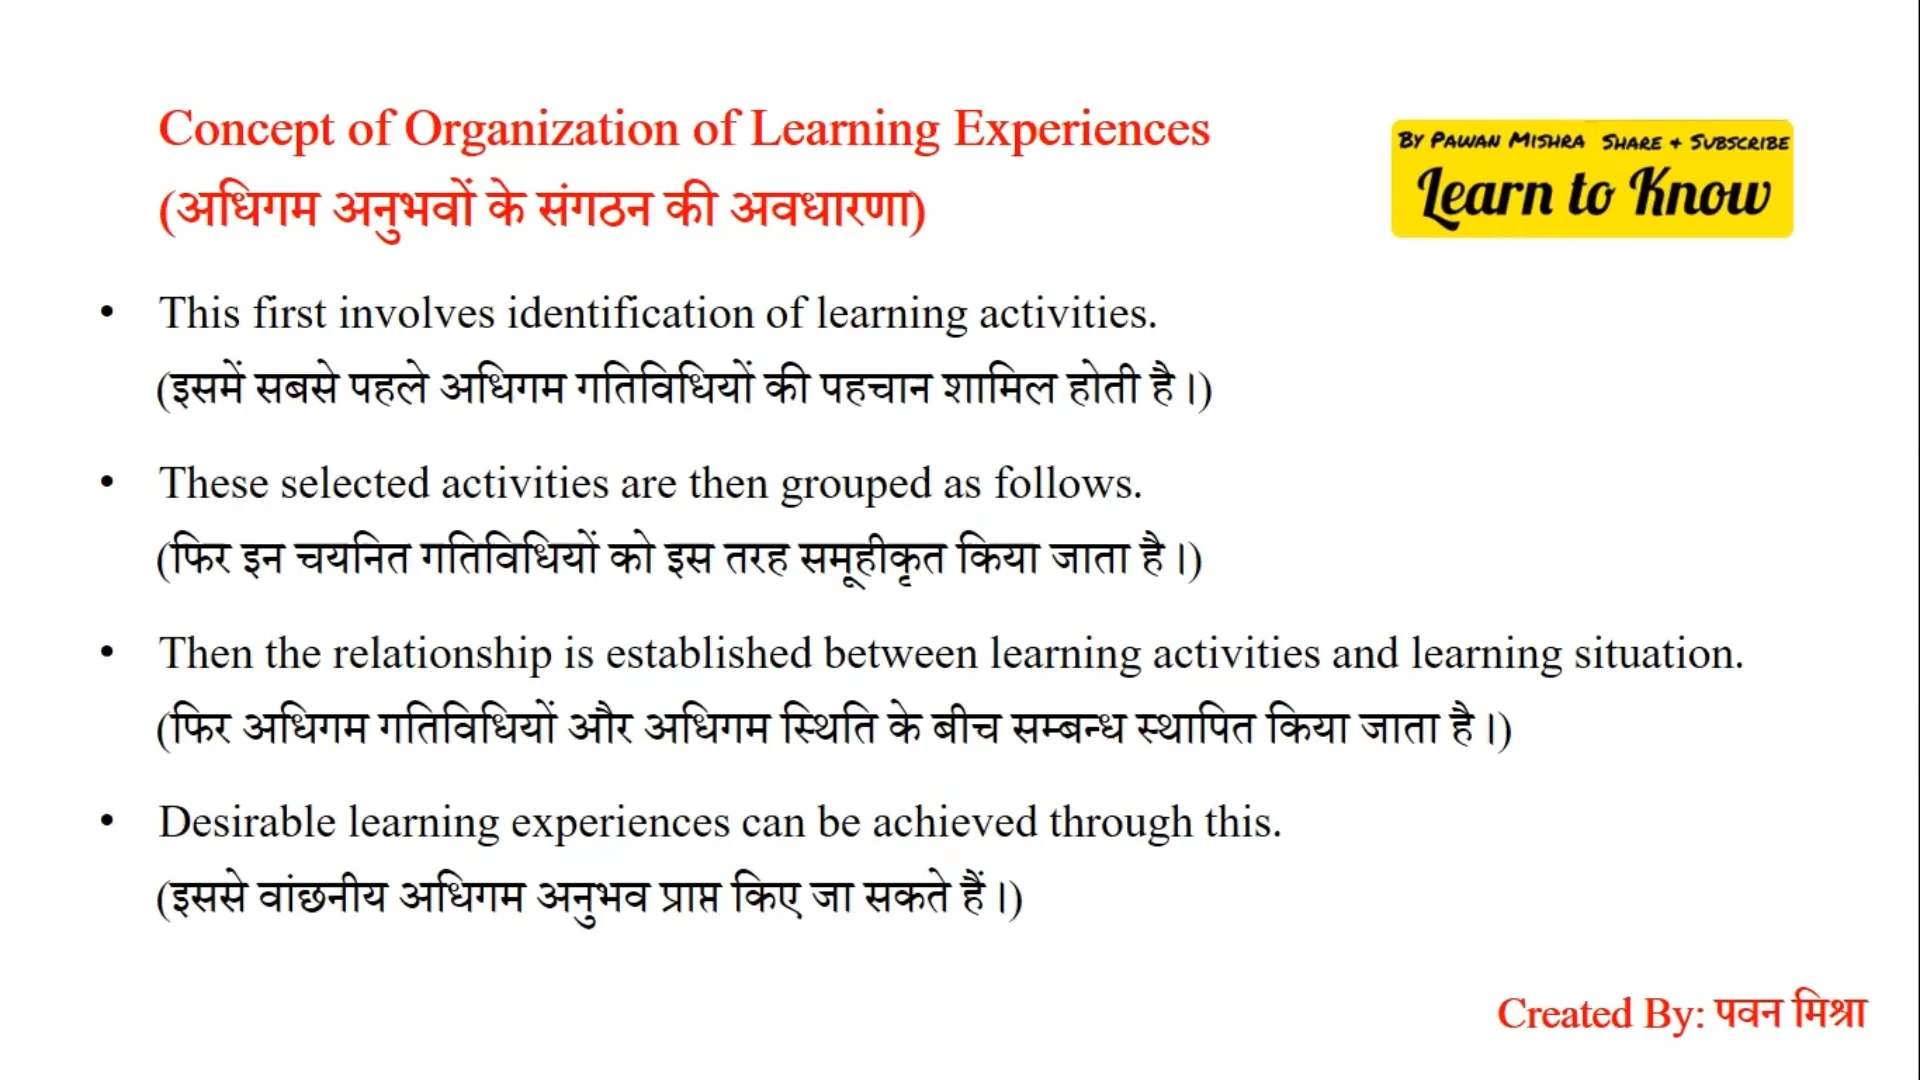 Concept of Organization of Learning Experiences
(अधिगम अनुभवों के संगठन की अवधारणा)
By Pawan Mishra Share + Subscribe
Learn to Know
• This first involves identification of learning activities.
(इसमें सबसे पहले अधिगम गतिविधियों की पहचान शामिल होती है।)
• These selected activities are then grouped as follows.
(फिर इन चयनित गतिविधियों को इस तरह समूहीकृत किया जाता है।)
• Then the relationship is established between learning activities and learning situation.
(फिर अधिगम गतिविधियों और अधिगम स्थिति के बीच सम्बन्ध स्थापित किया जाता है।)
• Desirable learning experiences can be achieved through this.
(इससे वांछनीय अधिगम अनुभव प्राप्त किए जा सकते हैं।)
Created By: पवन मिश्रा